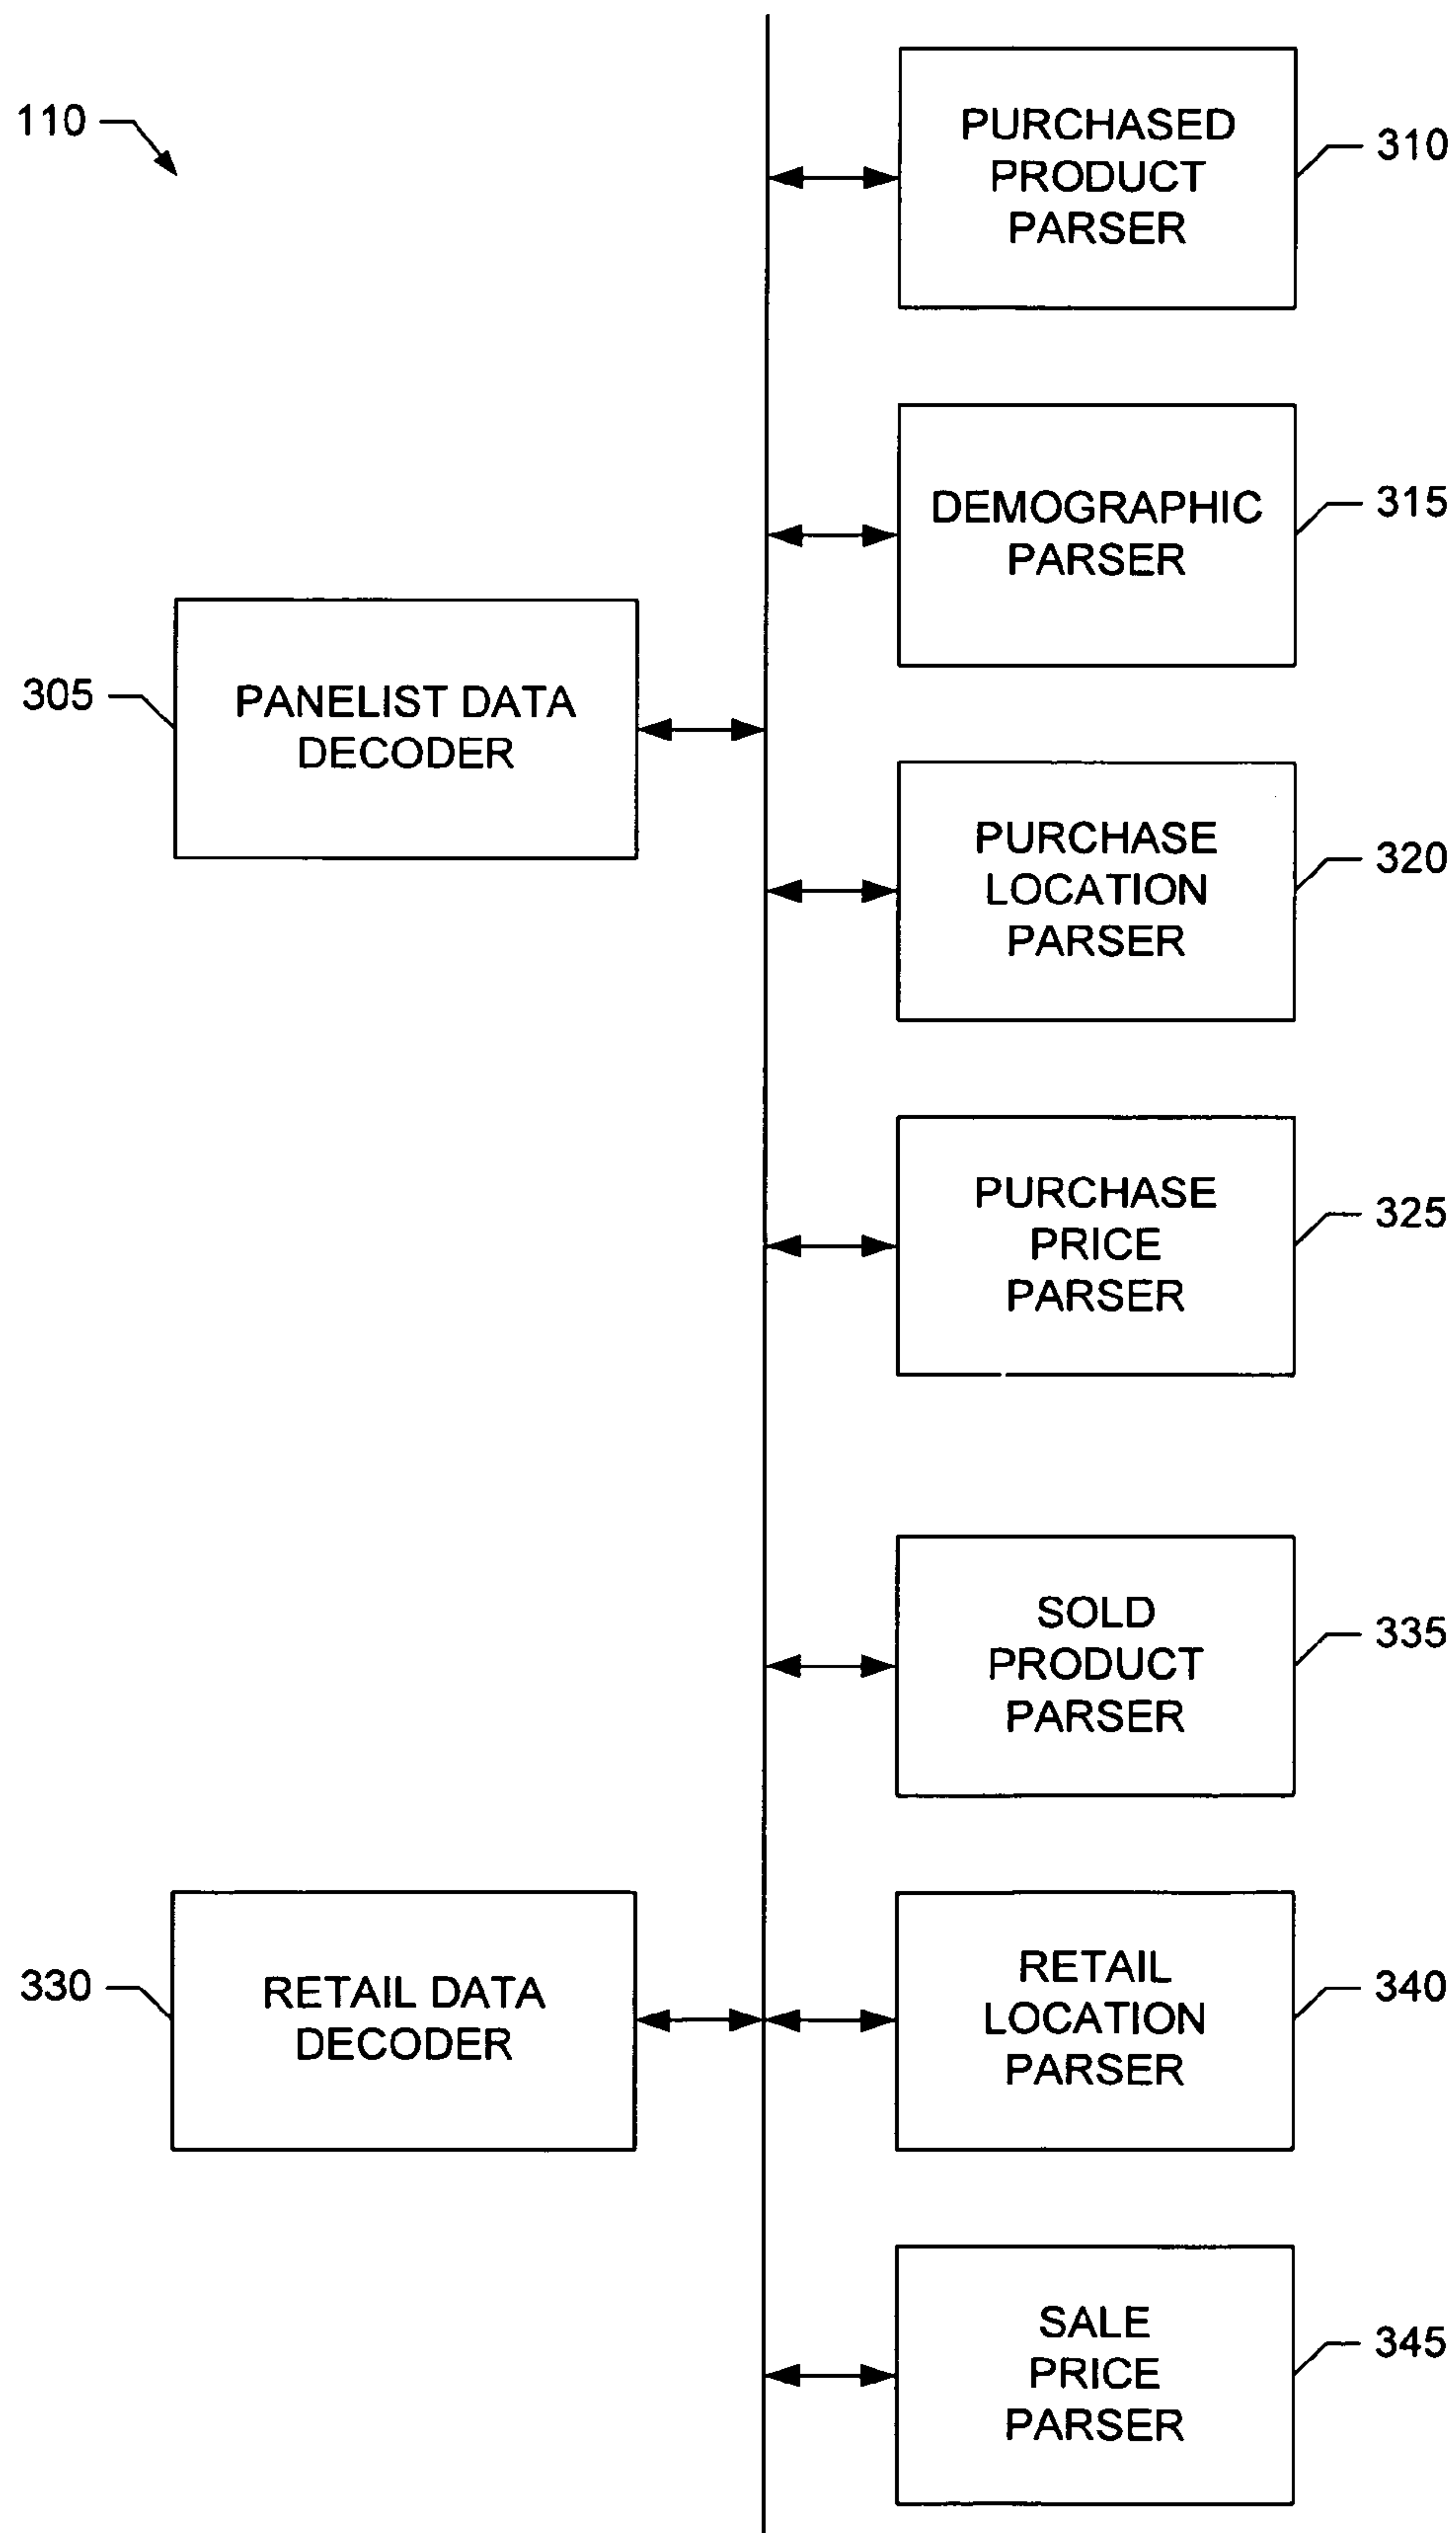 110
PURCHASED
PRODUCT
PARSER
310
DEMOGRAPHIC
PARSER
315
305
PANELIST DATA
DECODER
PURCHASE
LOCATION
PARSER
320
PURCHASE
PRICE
PARSER
325
SOLD
PRODUCT
PARSER
335
330
RETAIL DATA
DECODER
RETAIL
LOCATION
PARSER
340
SALE
PRICE
PARSER
345